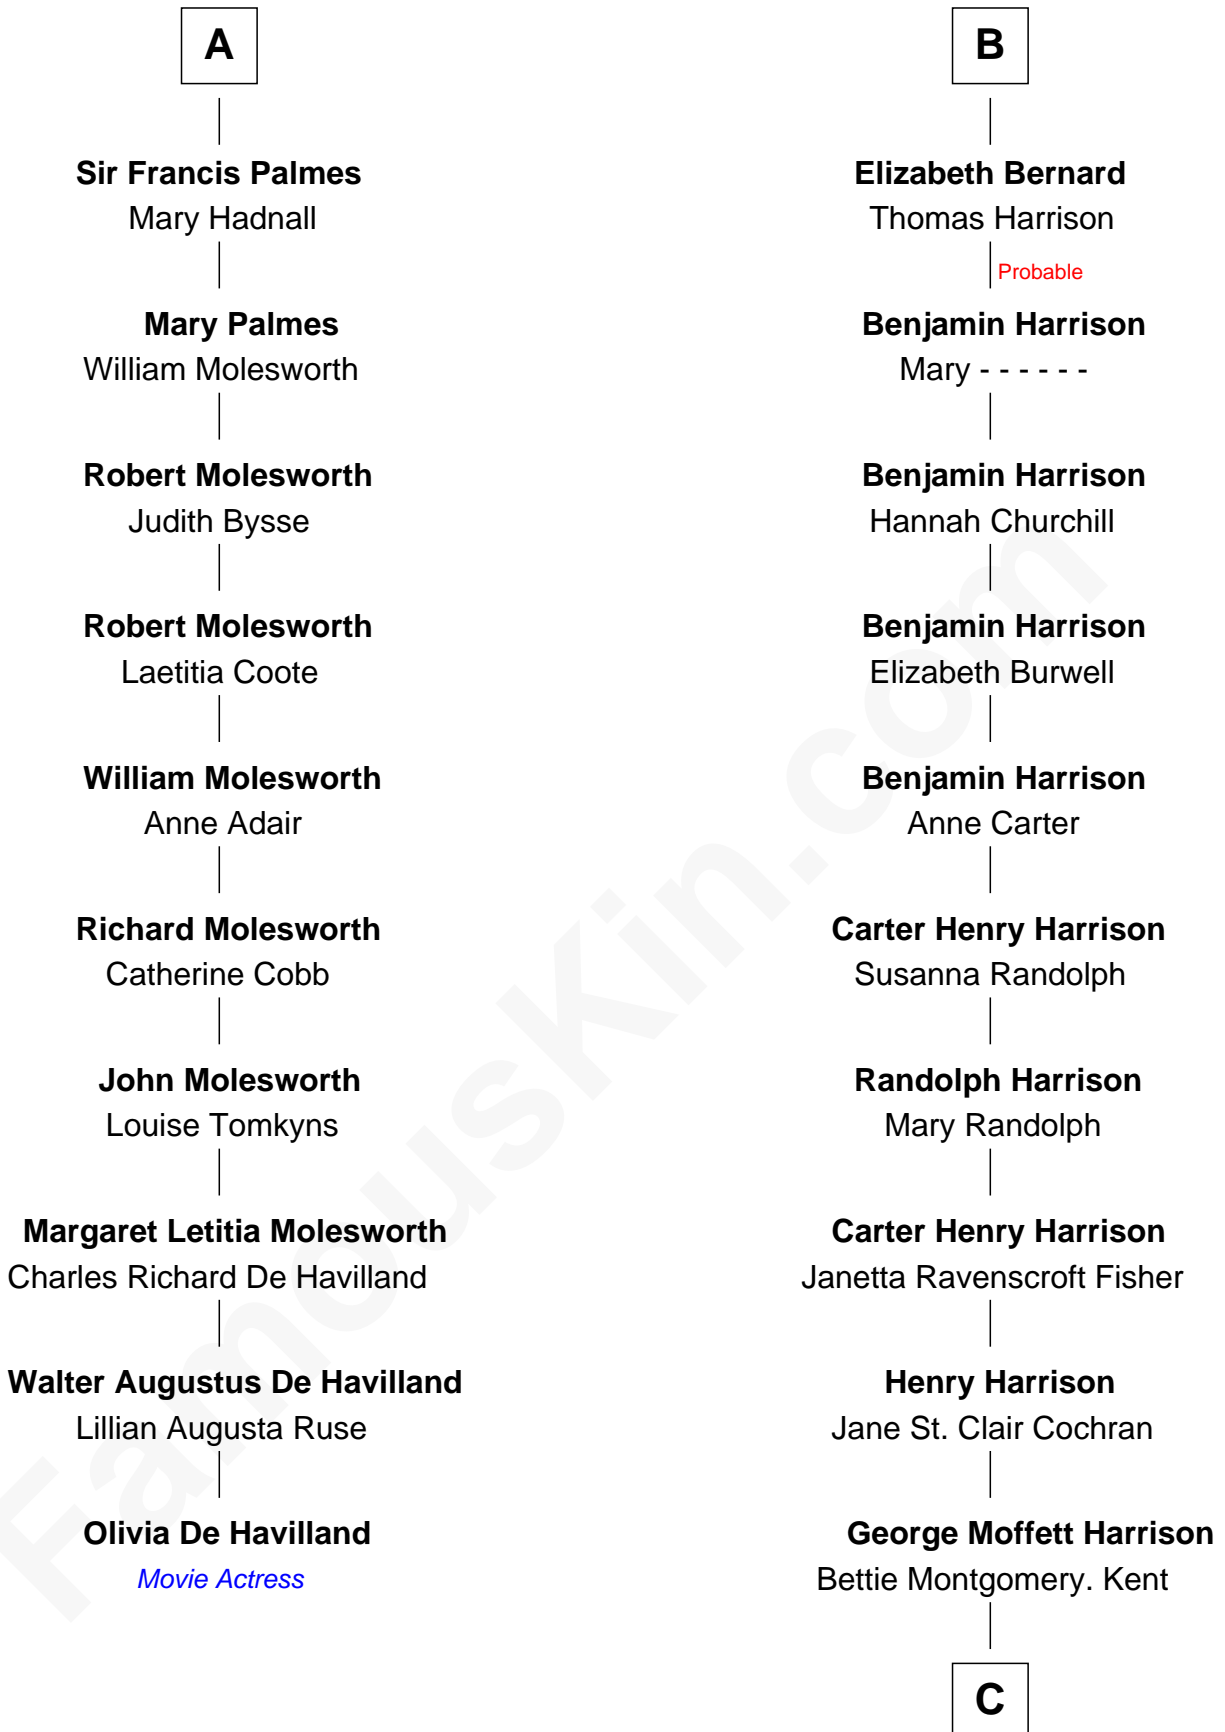 A
Sir Francis Palmes
Mary Hadnall
Mary Palmes
William Molesworth
Robert Molesworth
Judith Bysse
Robert Molesworth
Laetitia Coote
William Molesworth
Anne Adair
Richard Molesworth
Catherine Cobb
John Molesworth
Louise Tomkyns
Margaret Letitia Molesworth
Charles Richard De Havilland
Walter Augustus De Havilland
Lillian Augusta Ruse
Olivia De Havilland
Movie Actress
B
Elizabeth Bernard
Thomas Harrison
Probable
Benjamin Harrison
Mary - - - - - -
Benjamin Harrison
Hannah Churchill
Benjamin Harrison
Elizabeth Burwell
Benjamin Harrison
Anne Carter
Carter Henry Harrison
Susanna Randolph
Randolph Harrison
Mary Randolph
Carter Henry Harrison
Janetta Ravenscroft Fisher
Henry Harrison
Jane St. Clair Cochran
George Moffett Harrison
Bettie Montgomery. Kent
C
FamousKin.com